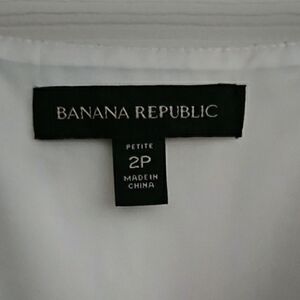 BANANA REPUBLIC
PETITE
2P
MADE IN
CHINA